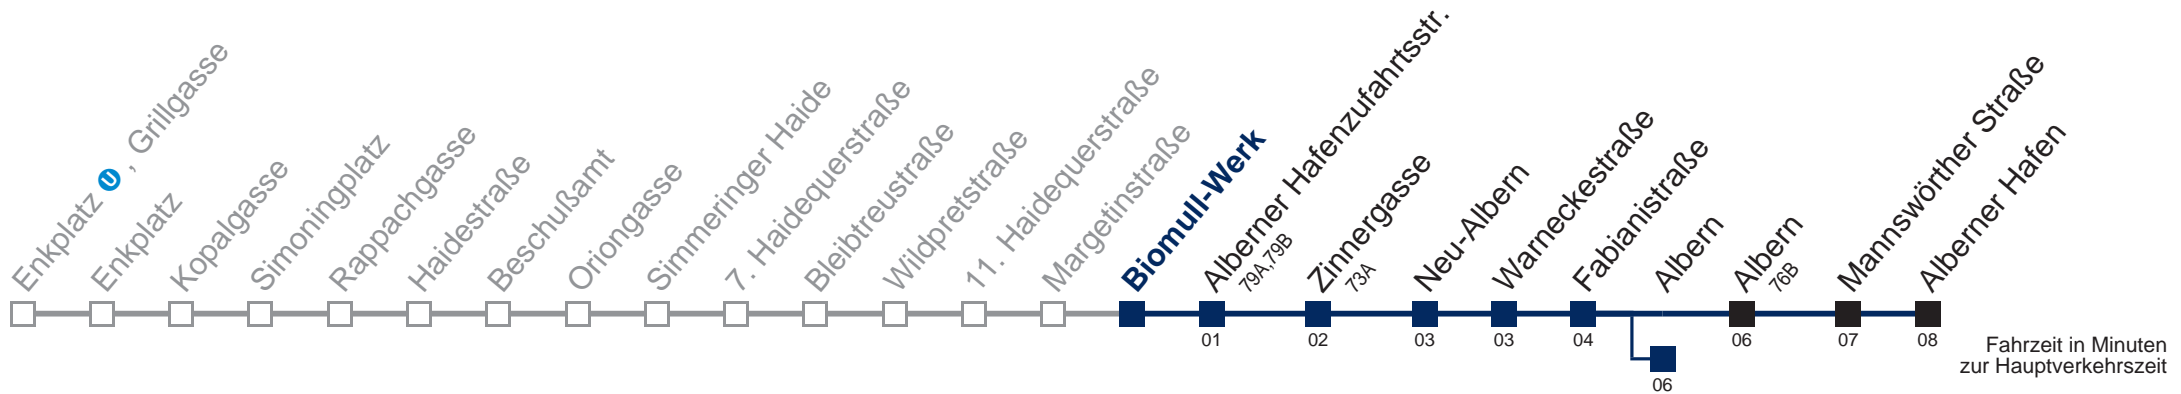 Enkplatz U , Grillgasse
Enkplatz
Kopalgasse
Simoningplatz
Rappachgasse
Haidestraße
Beschußamt
Oriongasse
Simmeringer Haide
7. Haidequerstraße
Bleibtreustraße
Wildpretstraße
11. Haidequerstraße
Margetinstraße
Biomull-Werk
Alberner Hafenzufahrtsstr.
79A,79B
Zinnergasse
73A
Neu-Albern
Warneckestraße
Fabianistraße
Albern
Albern
76B
Mannswörther Straße
Alberner Hafen
01
02
03
03
04
06
07
08
06
Fahrzeit in Minuten
zur Hauptverkehrszeit